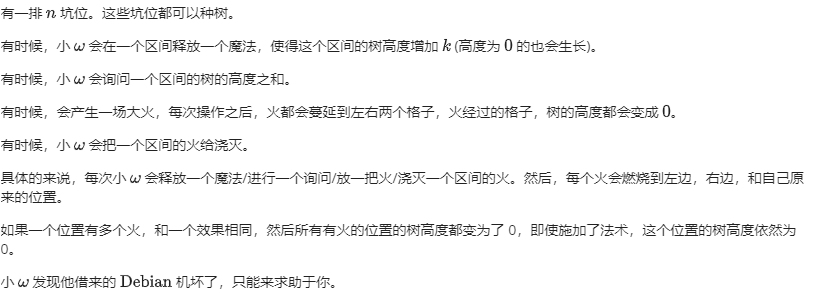 有一排 n 坑位。这些坑位都可以种树。
有时候，小 ω 会在一个区间释放一个魔法，使得这个区间的树高度增加 k (高度为 0 的也会生长)。
有时候，小 ω 会询问一个区间的树的高度之和。
有时候，会产生一场大火，每次操作之后，火都会蔓延到左右两个格子，火经过的格子，树的高度都会变成 0。
有时候，小 ω 会把一个区间的火给浇灭。
具体的来说，每次小 ω 会释放一个魔法/进行一个询问/放一把火/浇灭一个区间的火。然后，每个火会燃烧到左边，右边，和自己原
来的位置。
如果一个位置有多个火，和一个效果相同，然后所有有火的位置的树高度都变为了 0，即使施加了法术，这个位置的树高度依然为
0。
小 ω 发现他借来的 Debian 机坏了，只能来求助于你。